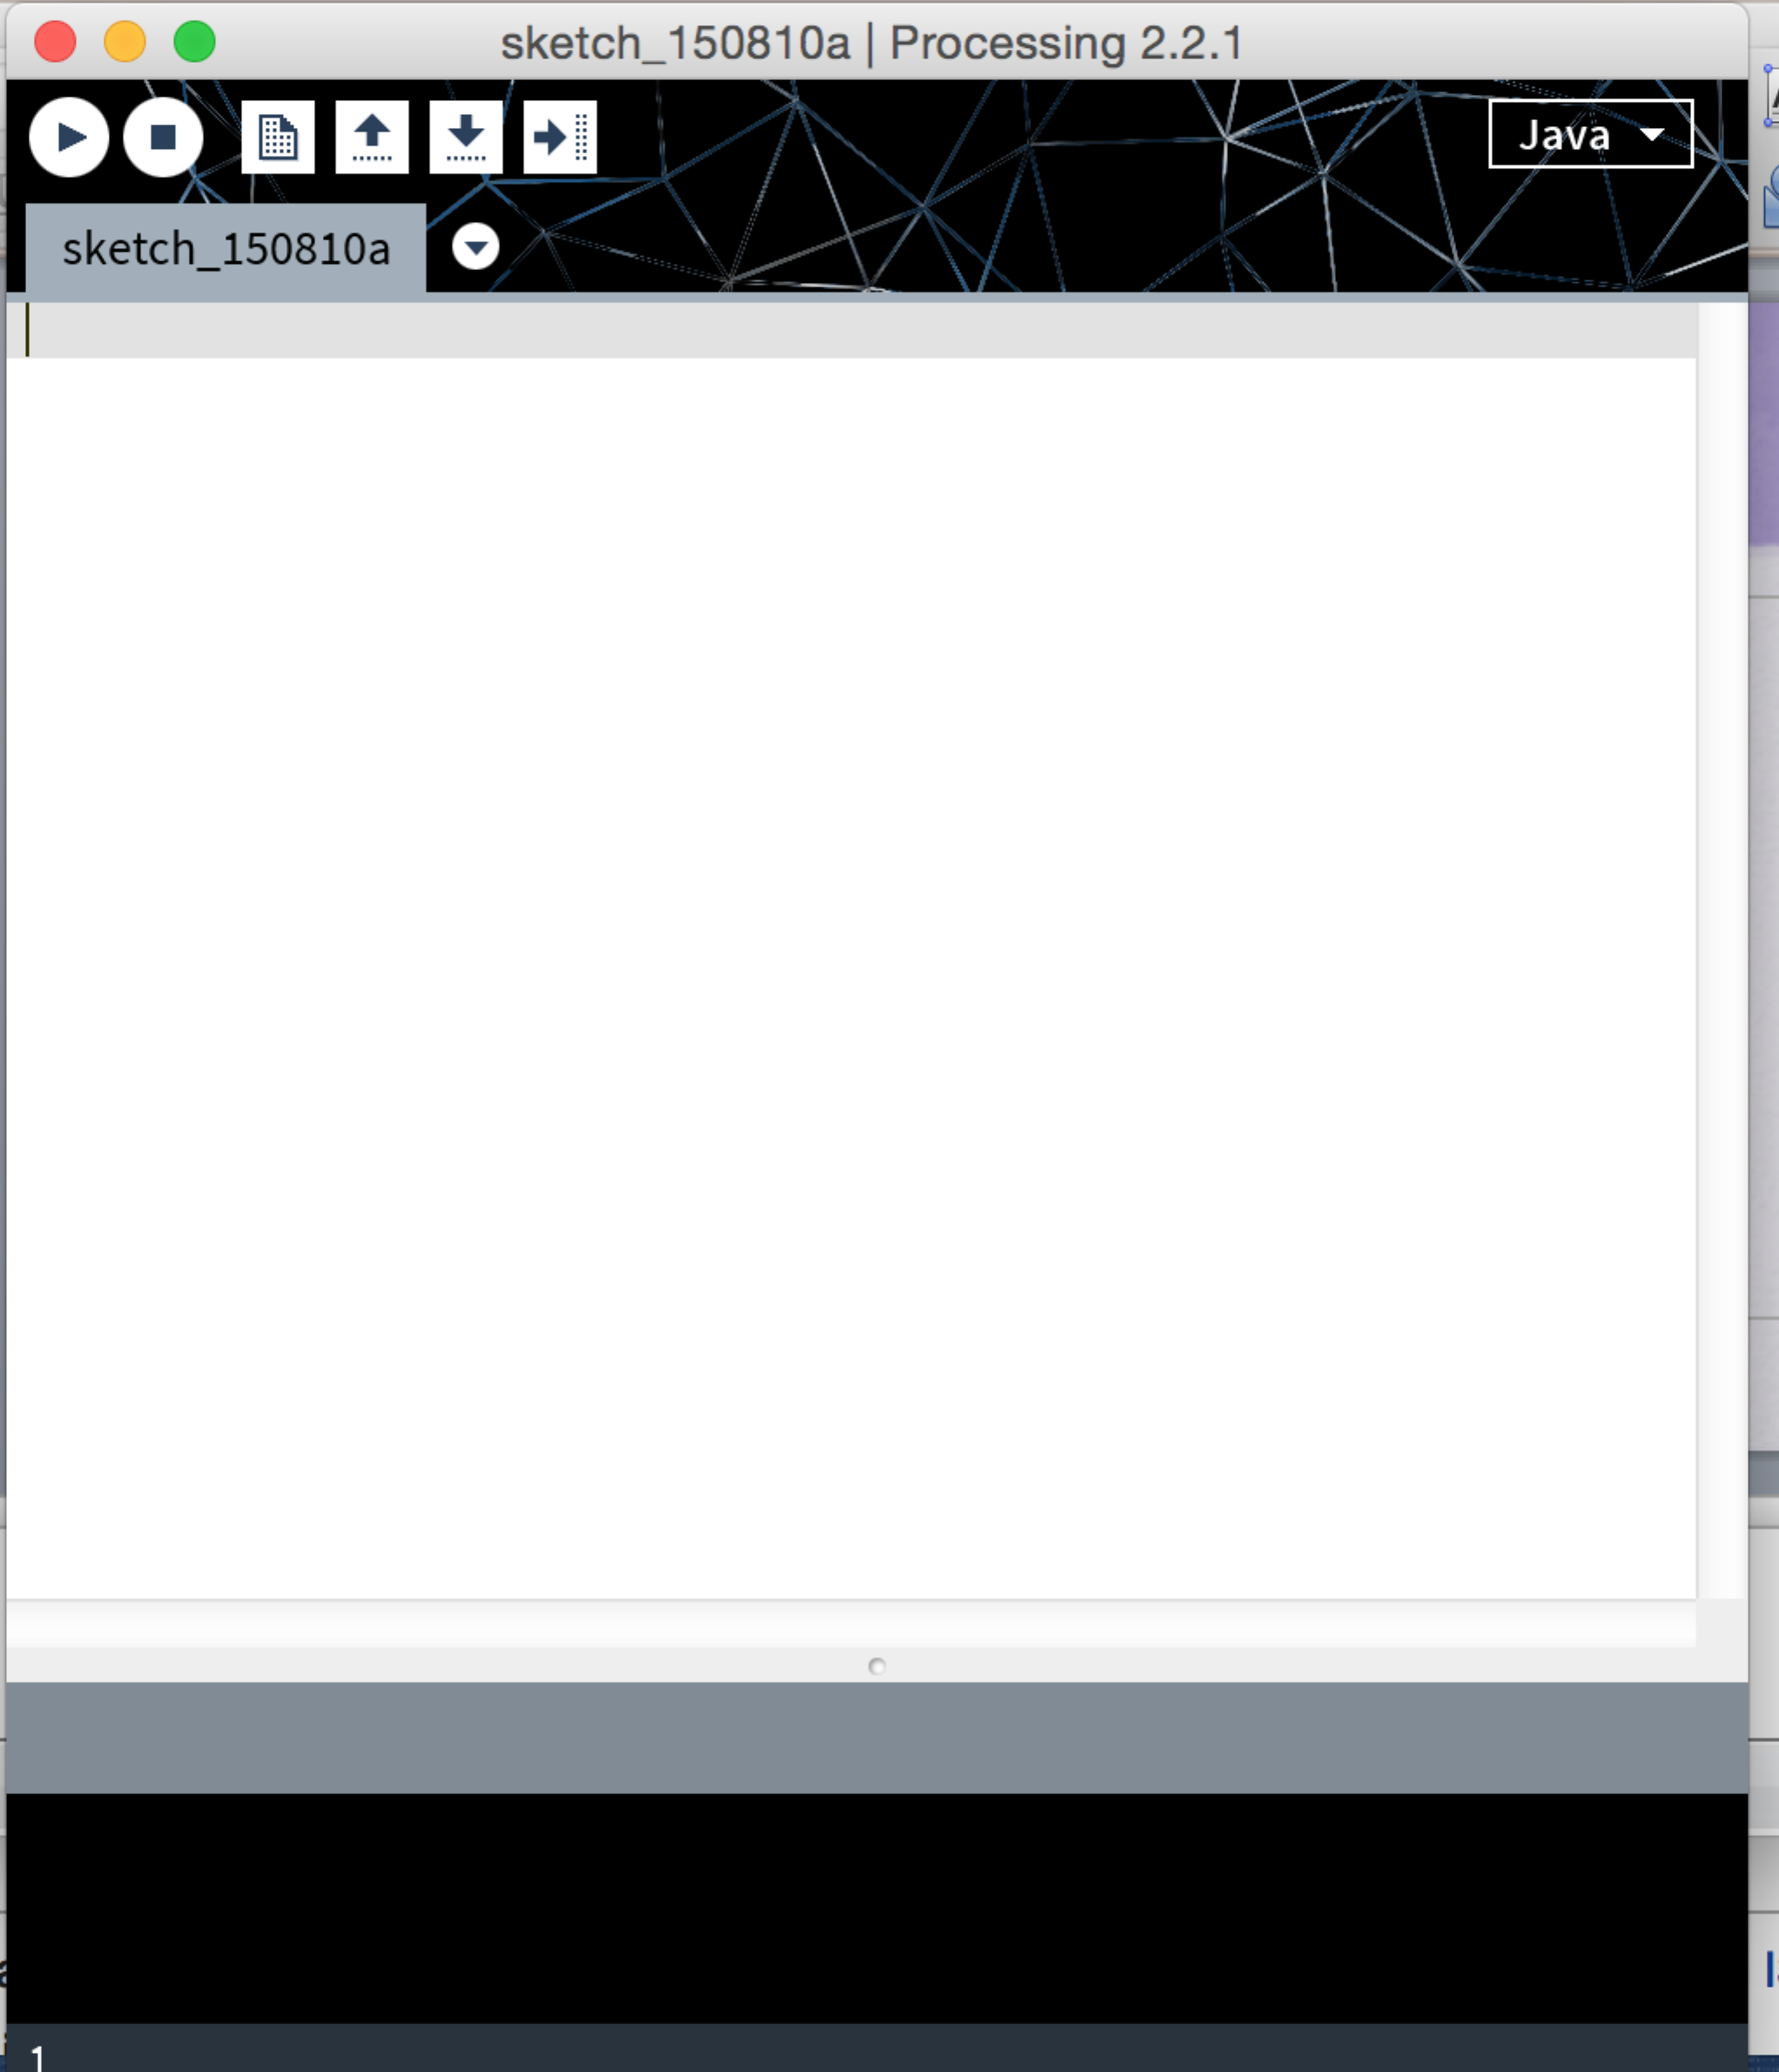 sketch_150810a | Processing 2.2.1
Java
sketch_150810a
1